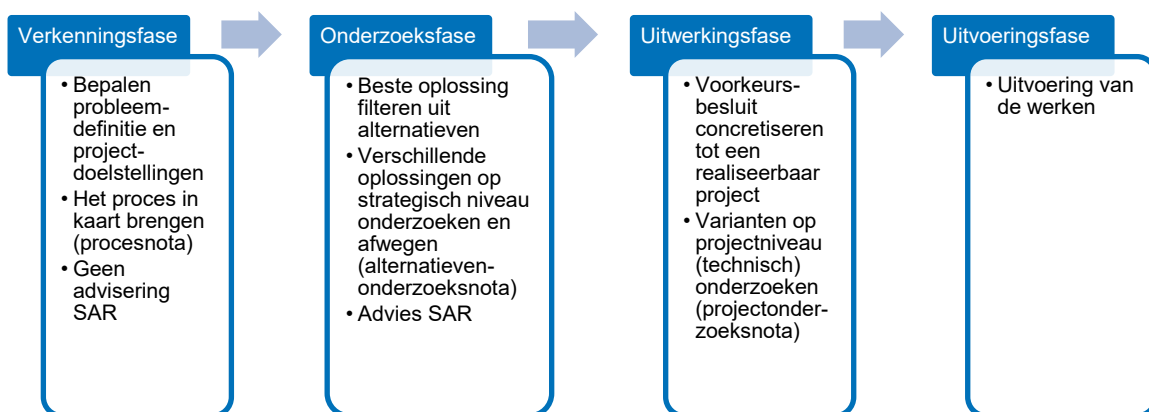 Verkenningsfase
• Bepalen
probleem-
definitie en
project-
doelstellingen
• Het proces in
kaart brengen
(procesnota)
• Geen
advisering
SAR
Onderzoeksfase
• Beste oplossing
filteren uit
alternatieven
• Verschillende
oplossingen op
strategisch niveau
onderzoeken en
afwegen
(alternatieven-
onderzoeksnota)
• Advies SAR
Uitwerkingsfase
• Voorkeurs-
besluit
concretiseren
tot een
realiseerbaar
project
• Varianten op
projectniveau
(technisch)
onderzoeken
(projectonder-
zoeksnota)
Uitvoeringsfase
• Uitvoering van
de werken